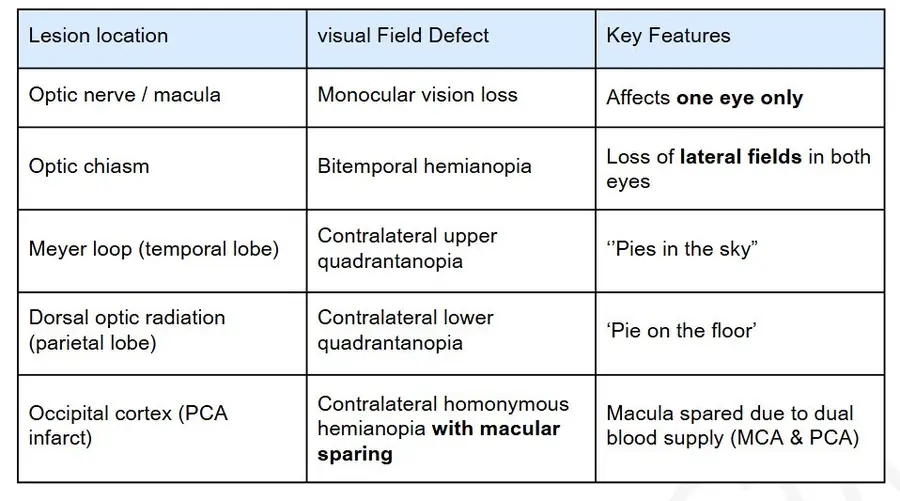 Lesion location
visual Field Defect
Key Features
Optic nerve / macula
Monocular vision loss
Affects one eye only
Optic chiasm
Bitemporal hemianopia
Loss of lateral fields in both
eyes
Meyer loop (temporal lobe)
Contralateral upper
quadrantanopia
‘’Pies in the sky”
Dorsal optic radiation
(parietal lobe)
Contralateral lower
quadrantanopia
‘Pie on the floor’
Occipital cortex (PCA
infarct)
Contralateral homonymous
hemianopia with macular
sparing
Macula spared due to dual
blood supply (MCA & PCA)